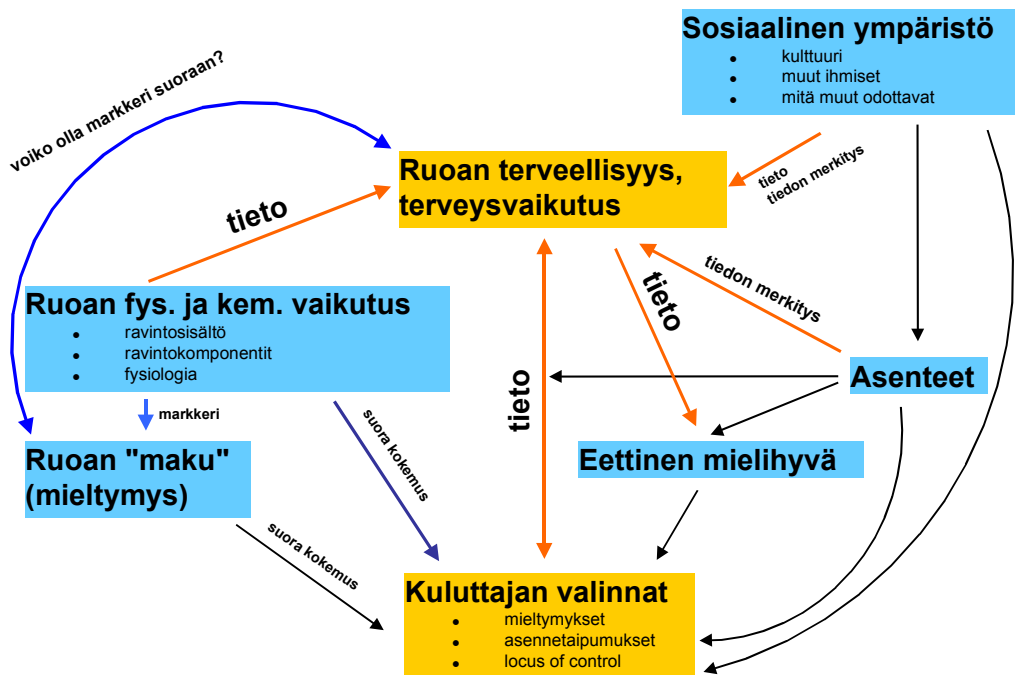 Sosiaalinen ympäristö
• kulttuuri
• muut ihmiset
• mitä muut odottavat
voiko olla markkeri suoraan?
Ruoan terveellisyys,
terveysvaikutus
tieto
tiedon merkitys
tieto
Ruoan fys. ja kem. vaikutus
• ravintosisältö
• ravintokomponentit
• fysiologia
tieto
tiedon merkitys
tieto
Asenteet
markkeri
suora kokemus
Ruoan "maku"
(mieltymys)
Eettinen mielihyvä
suora kokemus
Kuluttajan valinnat
• mieltymykset
• asennetaipumukset
• locus of control